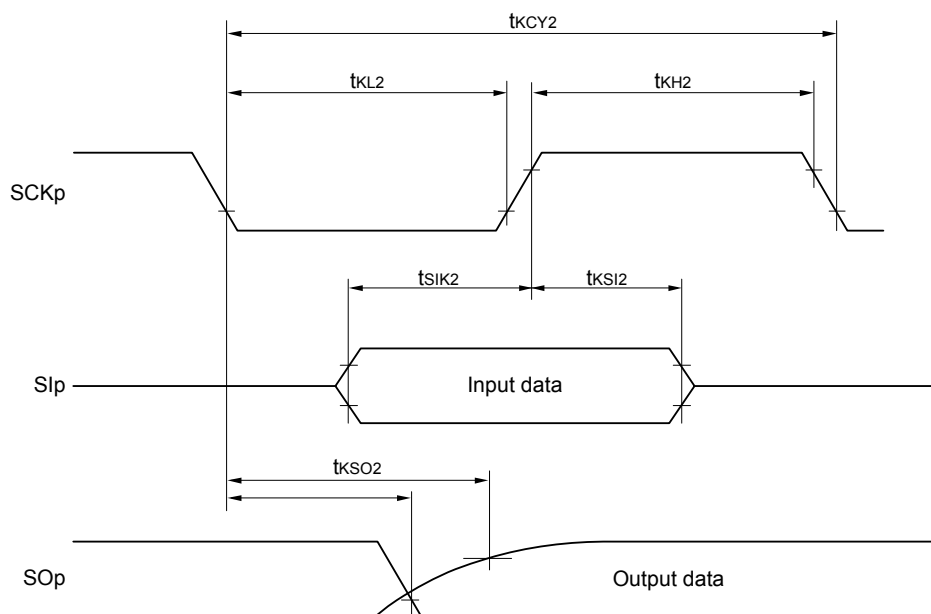 tKCY2
tKL2
tKH2
SCKp
tSIK2
tKSI2
SIp
Input data
tKSO2
SOp
Output data